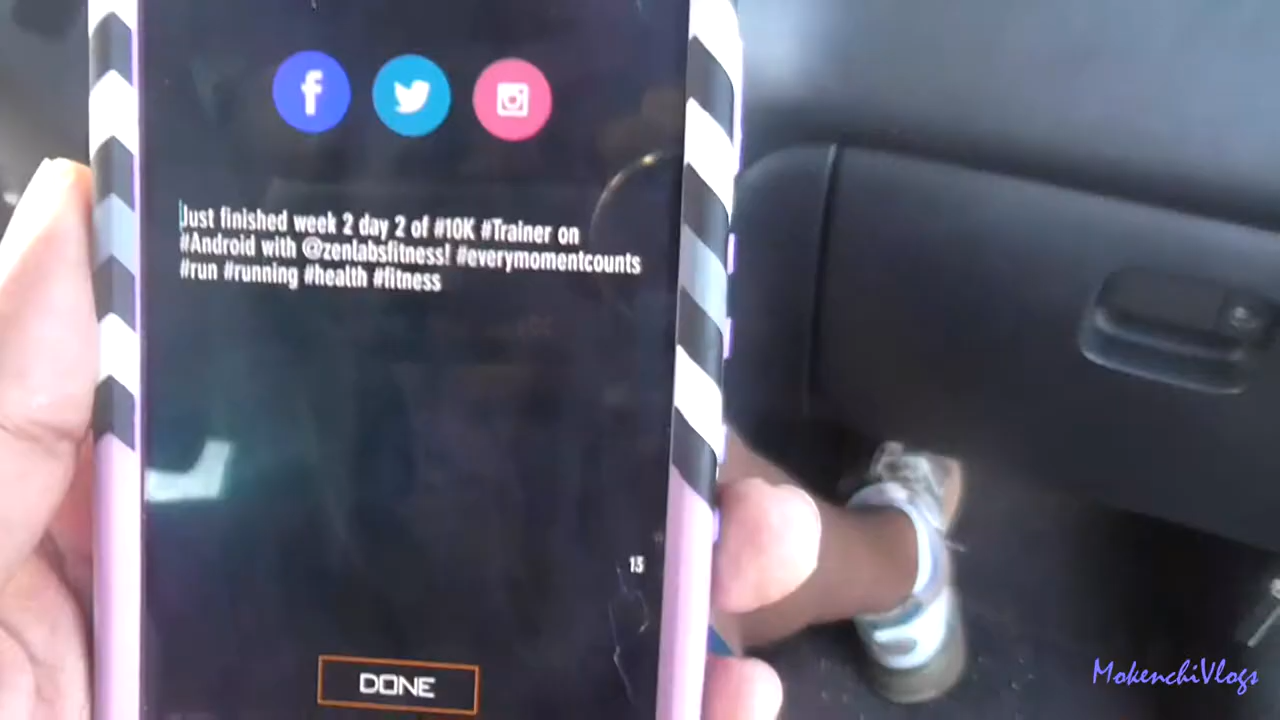 Just finished week 2 day 2 of #10K #Trainer on
#Android with @zenlabsfitness! #everymomentcounts
#run #running #health #fitness
13
DONE
MokenchiVlogs